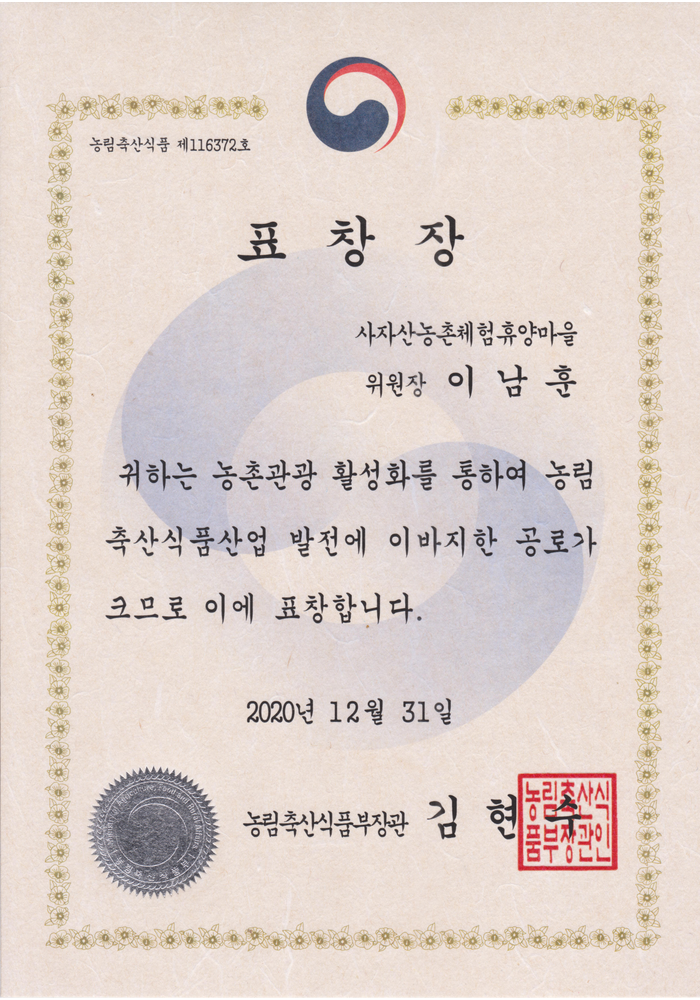 농림축산식품 제116372호
표 창 장
사자산농촌체험휴양마을
위원장 이 남 훈
귀하는 농촌관광 활성화를 통하여 농림
축산식품산업 발전에 이바지한 공로가
크므로 이에 표창합니다.
2020년 12월 31일
농림축산식품부장관 김 현 수
농림축산식
품부장관인